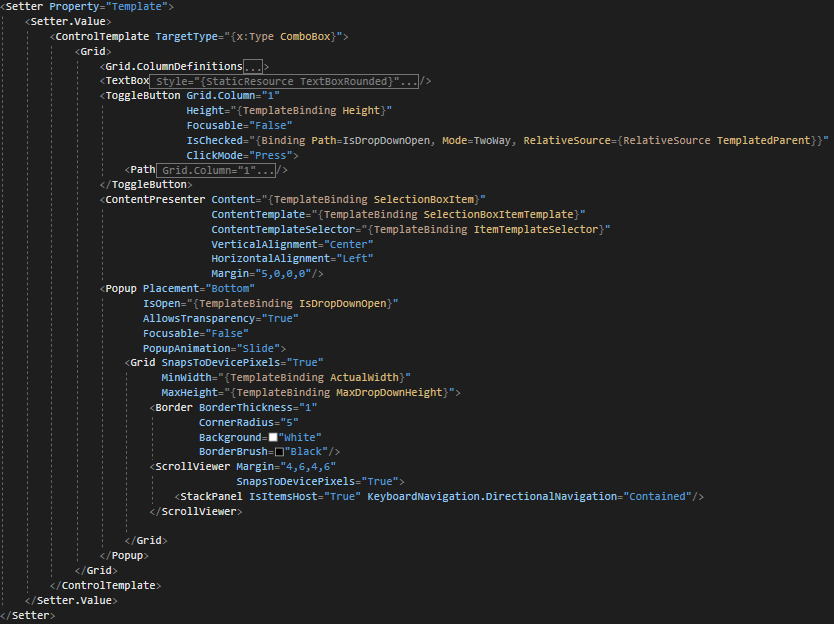 <Setter Property="Template">
<Setter.Value>
<ControlTemplate TargetType="{x:Type ComboBox}">
<Grid>
<Grid.ColumnDefinitions...>
<TextBox Style="{StaticResource TextBoxRounded}".../>
<ToggleButton Grid.Column="1"
Height="{TemplateBinding Height}"
Focusable="False"
IsChecked="{Binding Path=IsDropDownOpen, Mode=TwoWay, RelativeSource={RelativeSource TemplatedParent}}"
ClickMode="Press">
<Path Grid.Column="1".../>
</ToggleButton>
<ContentPresenter Content="{TemplateBinding SelectionBoxItem}"
ContentTemplate="{TemplateBinding SelectionBoxItemTemplate}"
ContentTemplateSelector="{TemplateBinding ItemTemplateSelector}"
VerticalAlignment="Center"
HorizontalAlignment="Left"
Margin="5,0,0,0"/>
<Popup Placement="Bottom"
IsOpen="{TemplateBinding IsDropDownOpen}"
AllowsTransparency="True"
Focusable="False"
PopupAnimation="Slide">
<Grid SnapsToDevicePixels="True"
MinWidth="{TemplateBinding ActualWidth}"
MaxHeight="{TemplateBinding MaxDropDownHeight}">
<Border BorderThickness="1"
CornerRadius="5"
Background="White"
BorderBrush="Black"/>
<ScrollViewer Margin="4,6,4,6"
SnapsToDevicePixels="True">
<StackPanel IsItemsHost="True" KeyboardNavigation.DirectionalNavigation="Contained"/>
</ScrollViewer>
</Grid>
</Popup>
</Grid>
</ControlTemplate>
</Setter.Value>
</Setter>